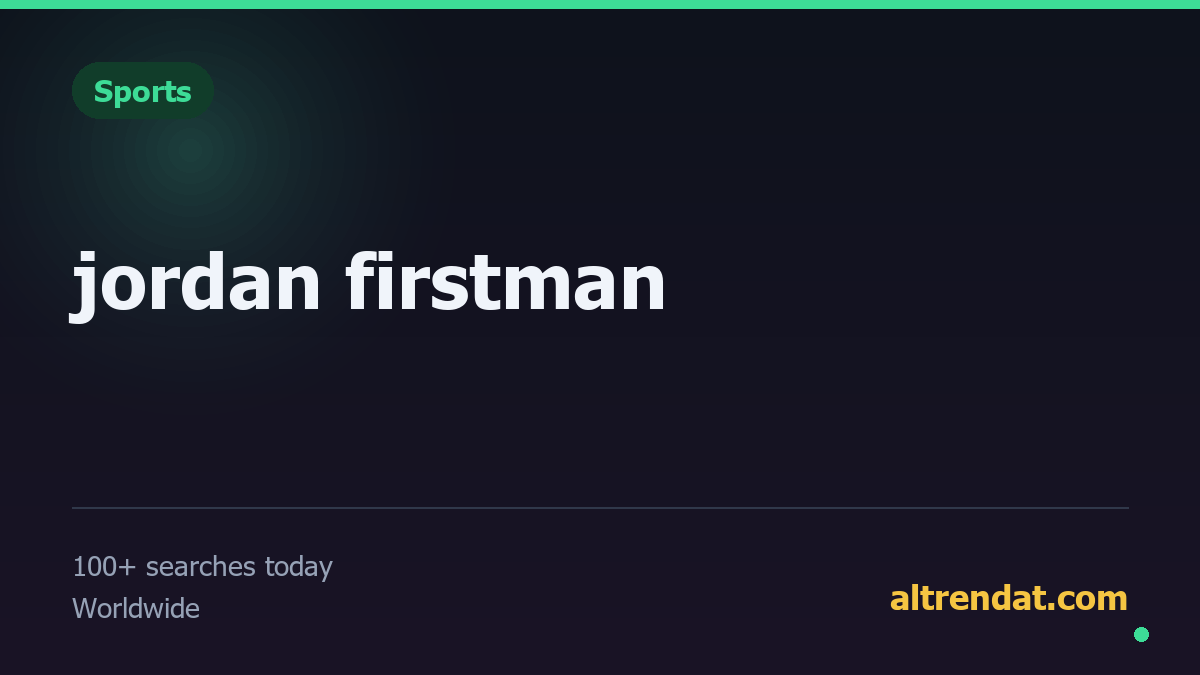 Sports
jordan firstman
100+ searches today
Worldwide
altrendat.com